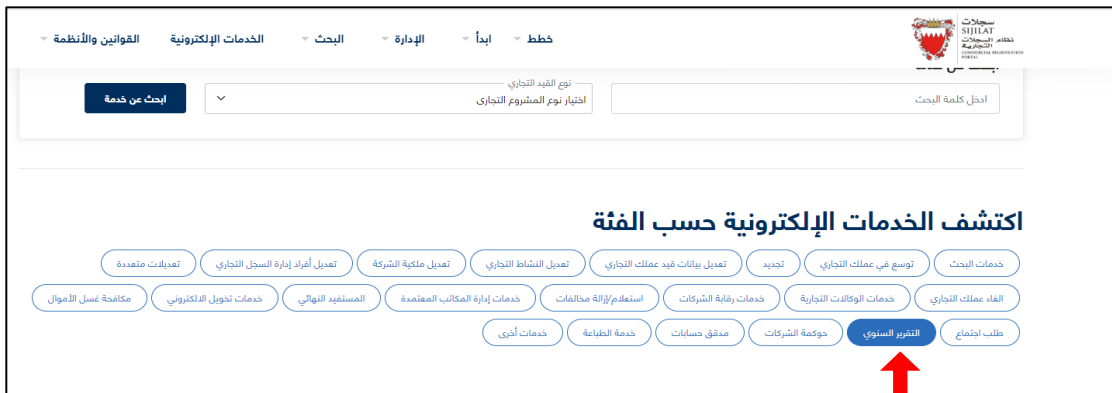 سجلات
SIJILAT
نظام السجلات
التجارية
COMMERCIAL REGISTRATION
PORTAL
خطط
ابدأ
الإدارة
البحث
الخدمات الإلكترونية
القوانين والأنظمة
ادخل كلمة البحث
نوع القيد التجاري
اختيار نوع المشروع التجاري
ابحث عن خدمة
اكتشف الخدمات الإلكترونية حسب الفئة
خدمات البحث
توسع في عملك التجاري
تجديد
تعديل بيانات قيد عملك التجاري
تعديل النشاط التجاري
تعديل ملكية الشركة
تعديل أفراد إدارة السجل التجاري
تعديلات متعددة
الغاء عملك التجاري
خدمات الوكالات التجارية
خدمات رقابة الشركات
استعلام/إزالة مخالفات
خدمات إدارة المكاتب المعتمدة
المستفيد النهائي
خدمات تخويل الالكتروني
مكافحة غسل الأموال
طلب اجتماع
التقرير السنوي
حوكمة الشركات
مدقق حسابات
خدمة الطباعة
خدمات أخرى